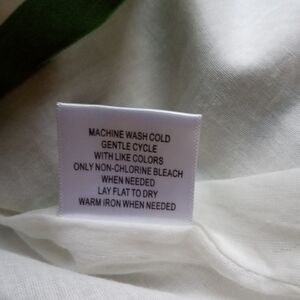 MACHINE WASH COLD
GENTLE CYCLE
WITH LIKE COLORS
ONLY NON-CHLORINE BLEACH
WHEN NEEDED
LAY FLAT TO DRY
WARM IRON WHEN NEEDED